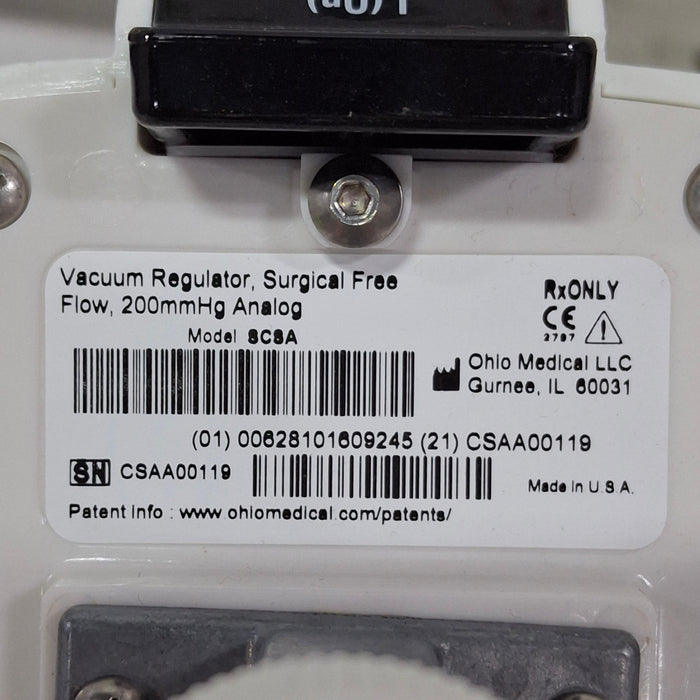 Vacuum Regulator, Surgical Free
Flow, 200mmHg Analog
Model SCSA
RxONLY
CE
2797
Ohio Medical LLC
Gurnee, IL 60031
(01) 00628101609245 (21) CSAA00119
SN CSAA00119
Made In U.S.A.
Patent Info : www.ohiomedical.com/patents/